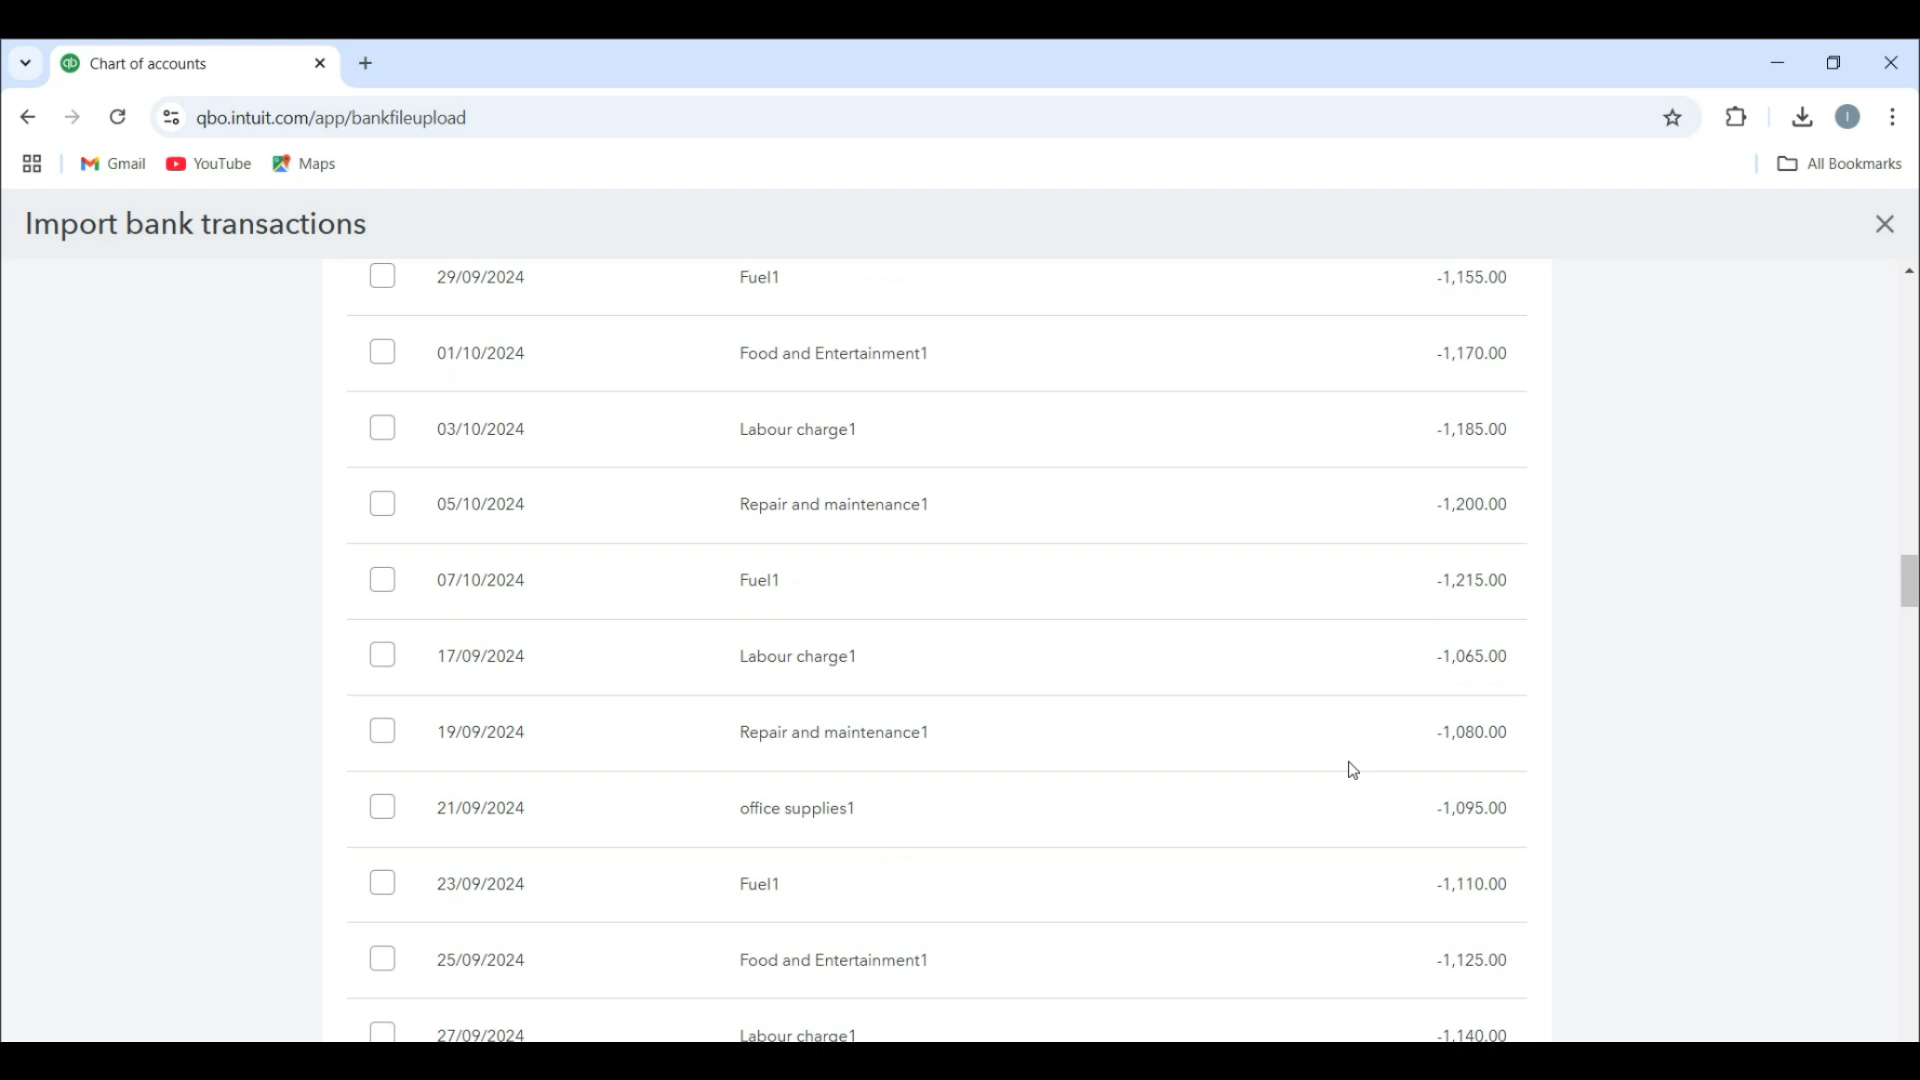 Chart of accounts
qbo.intuit.com/app/bankfileupload
Gmail YouTube Maps All Bookmarks
Import bank transactions
29/09/2024 Fuel1 -1,155.00
01/10/2024 Food and Entertainment1 -1,170.00
03/10/2024 Labour charge1 -1,185.00
05/10/2024 Repair and maintenance1 -1,200.00
07/10/2024 Fuel1 -1,215.00
17/09/2024 Labour charge1 -1,065.00
19/09/2024 Repair and maintenance1 -1,080.00
21/09/2024 office supplies1 -1,095.00
23/09/2024 Fuel1 -1,110.00
25/09/2024 Food and Entertainment1 -1,125.00
27/09/2024 Labour charge1 -1,140.00